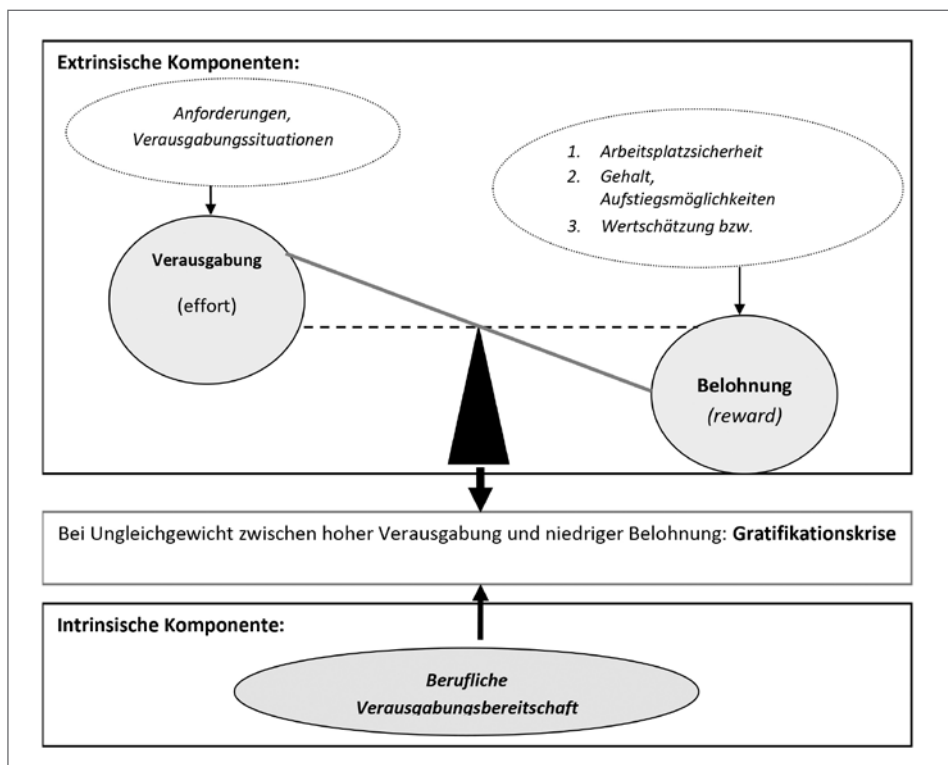 Extrinsische Komponenten:
Anforderungen,
Verausgabungssituationen
1. Arbeitsplatzsicherheit
2. Gehalt,
Aufstiegsmöglichkeiten
3. Wertschätzung bzw.
Verausgabung
(effort)
Belohnung
(reward)
Bei Ungleichgewicht zwischen hoher Verausgabung und niedriger Belohnung: Gratifikationskrise
Intrinsische Komponente:
Berufliche
Verausgabungsbereitschaft